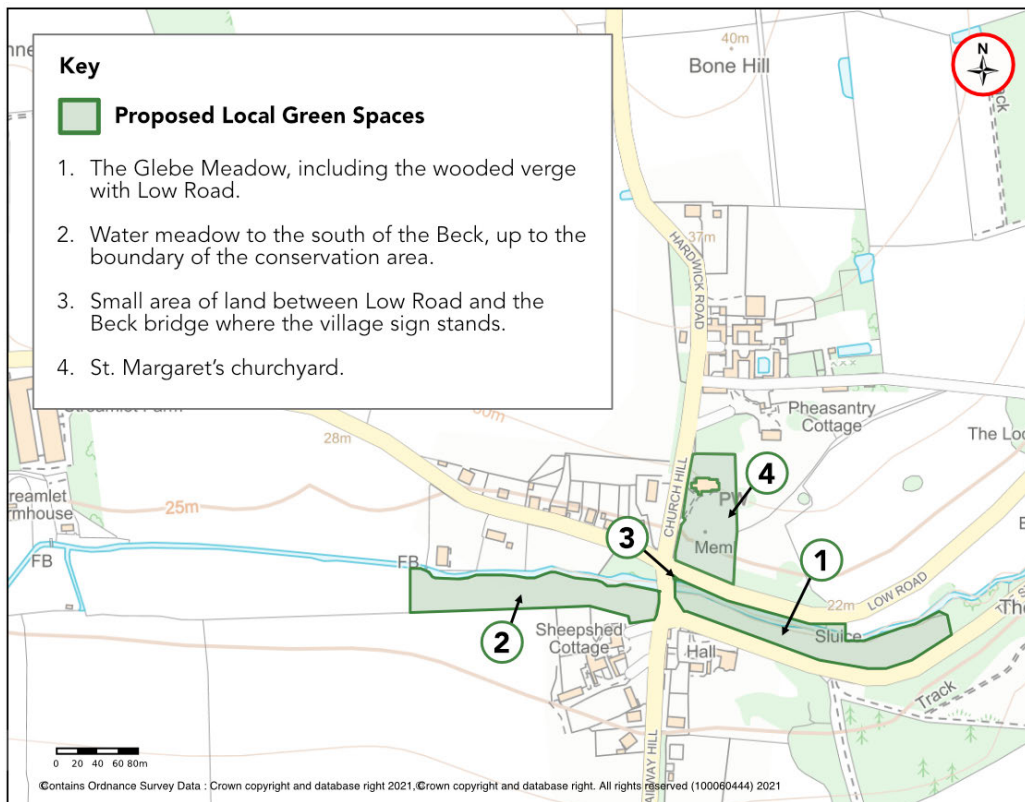 Key
Proposed Local Green Spaces
1. The Glebe Meadow, including the wooded verge
with Low Road.
2. Water meadow to the south of the Beck, up to the
boundary of the conservation area.
3. Small area of land between Low Road and the
Beck bridge where the village sign stands.
4. St. Margaret's churchyard.
N
40m
Bone Hill
37m
HARDWICK ROAD
Pheasantry
Cottage
28m
25m
CHURCH HILL
4
PW
Mem
3
1
FB
FB
22m
LOW ROAD
Sluice
2
Sheepshed
Cottage
Hall
Track
0 20 40 60 80m
©Contains Ordnance Survey Data : Crown copyright and database right 2021,©Crown copyright and database right. All rights reserved (100060444) 2021